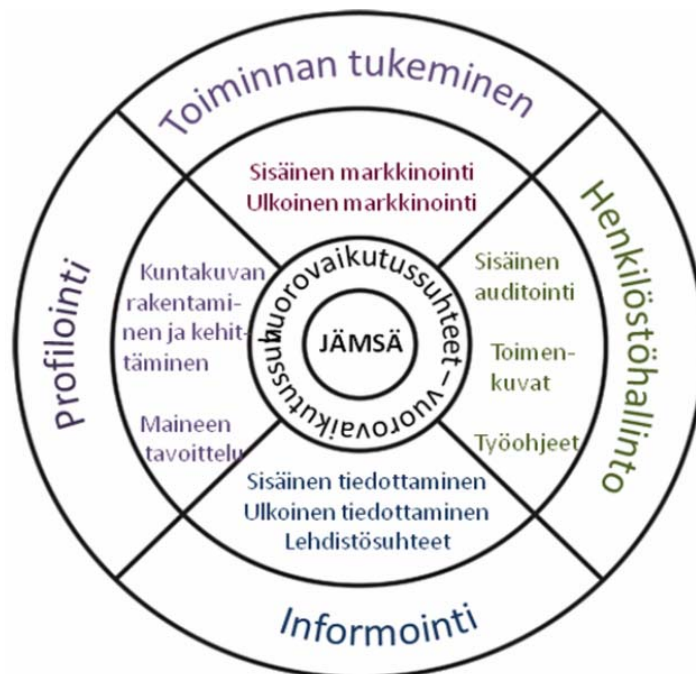 Toiminnan tukeminen
Sisäinen markkinointi
Ulkoinen markkinointi
Profilointi
Kuntakuvan
rakentami-
nen ja kehit-
täminen
Maineen
tavoittelu
vuorovaikutussuhteet – vuorovaikutussuh
JÄMSÄ
Sisäinen
auditointi
Toimen-
kuvat
Työohjeet
Henkilöstöhallinto
Sisäinen tiedottaminen
Ulkoinen tiedottaminen
Lehdistösuhteet
Informointi